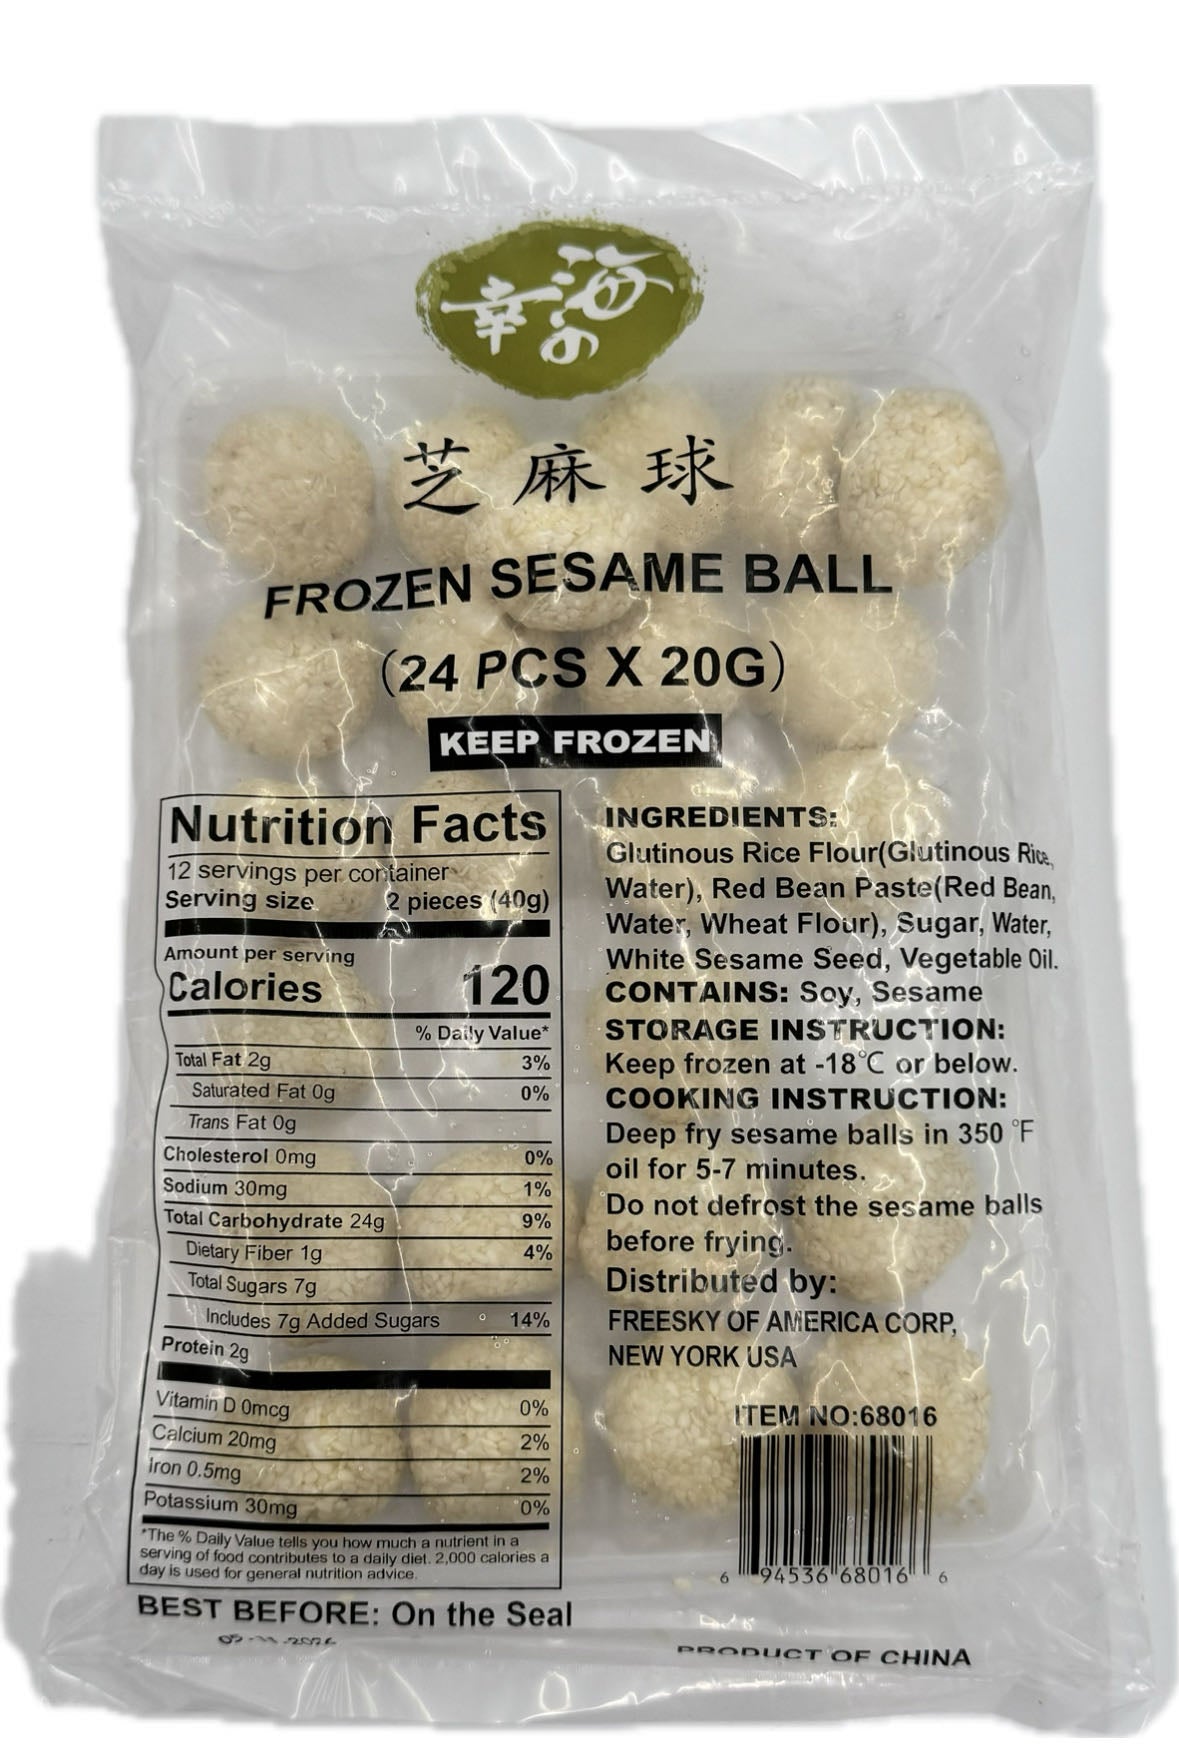 海の幸
芝麻球
FROZEN SESAME BALL
(24 PCS X 20G)
KEEP FROZEN
Nutrition Facts
12 servings per container
Serving size 2 pieces (40g)
Amount per serving
Calories 120
% Daily Value*
Total Fat 2g 3%
Saturated Fat 0g 0%
Trans Fat 0g
Cholesterol 0mg 0%
Sodium 30mg 1%
Total Carbohydrate 24g 9%
Dietary Fiber 1g 4%
Total Sugars 7g
Includes 7g Added Sugars 14%
Protein 2g
Vitamin D 0mcg 0%
Calcium 20mg 2%
Iron 0.5mg 2%
Potassium 30mg 0%
*The % Daily Value tells you how much a nutrient in a
serving of food contributes to a daily diet. 2,000 calories a
day is used for general nutrition advice.
BEST BEFORE: On the Seal
INGREDIENTS:
Glutinous Rice Flour(Glutinous Rice,
Water), Red Bean Paste(Red Bean,
Water, Wheat Flour), Sugar, Water,
White Sesame Seed, Vegetable Oil.
CONTAINS: Soy, Sesame
STORAGE INSTRUCTION:
Keep frozen at -18℃ or below.
COOKING INSTRUCTION:
Deep fry sesame balls in 350 ℉
oil for 5-7 minutes.
Do not defrost the sesame balls
before frying.
Distributed by:
FREESKY OF AMERICA CORP,
NEW YORK USA
ITEM NO:68016
6 94536 68016 6
PRODUCT OF CHINA